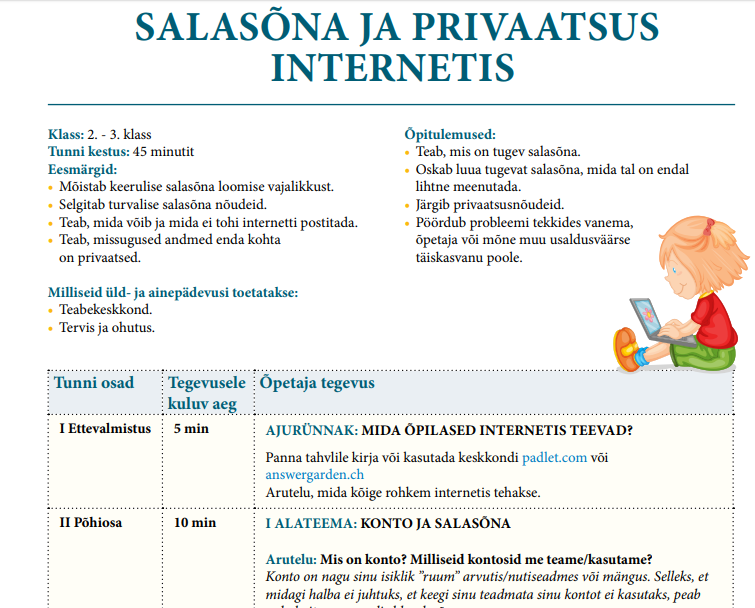 SALASÕNA JA PRIVAATSUS
INTERNETIS
Klass: 2. - 3. klass
Tunni kestus: 45 minutit
Eesmärgid:
• Mõistab keerulise salasõna loomise vajalikkust.
• Selgitab turvalise salasõna nõudeid.
• Teab, mida võib ja mida ei tohi internetti postitada.
• Teab, missugused andmed enda kohta
on privaatsed.
Milliseid üld- ja ainepädevusi toetatakse:
• Teabekeskkond.
• Tervis ja ohutus.
Õpitulemused:
• Teab, mis on tugev salasõna.
• Oskab luua tugevat salasõna, mida tal on endal
lihtne meenutada.
• Järgib privaatsusnõudeid.
• Pöördub probleemi tekkides vanema,
õpetaja või mõne muu usaldusväärse
täiskasvanu poole.
Tunni osad
Tegevusele
kuluv aeg
Õpetaja tegevus
I Ettevalmistus
5 min
AJURÜNNAK: MIDA ÕPILASED INTERNETIS TEEVAD?
Panna tahvlile kirja või kasutada keskkondi padlet.com või
answergarden.ch
Arutelu, mida kõige rohkem internetis tehakse.
II Põhiosa
10 min
I ALATEEMA: KONTO JA SALASÕNA
Arutelu: Mis on konto? Milliseid kontosid me teame/kasutame?
Konto on nagu sinu isiklik ”ruum” arvutis/nutiseadmes või mängus. Selleks, et
midagi halba ei juhtuks, et keegi sinu teadmata sinu kontot ei kasutaks, peab